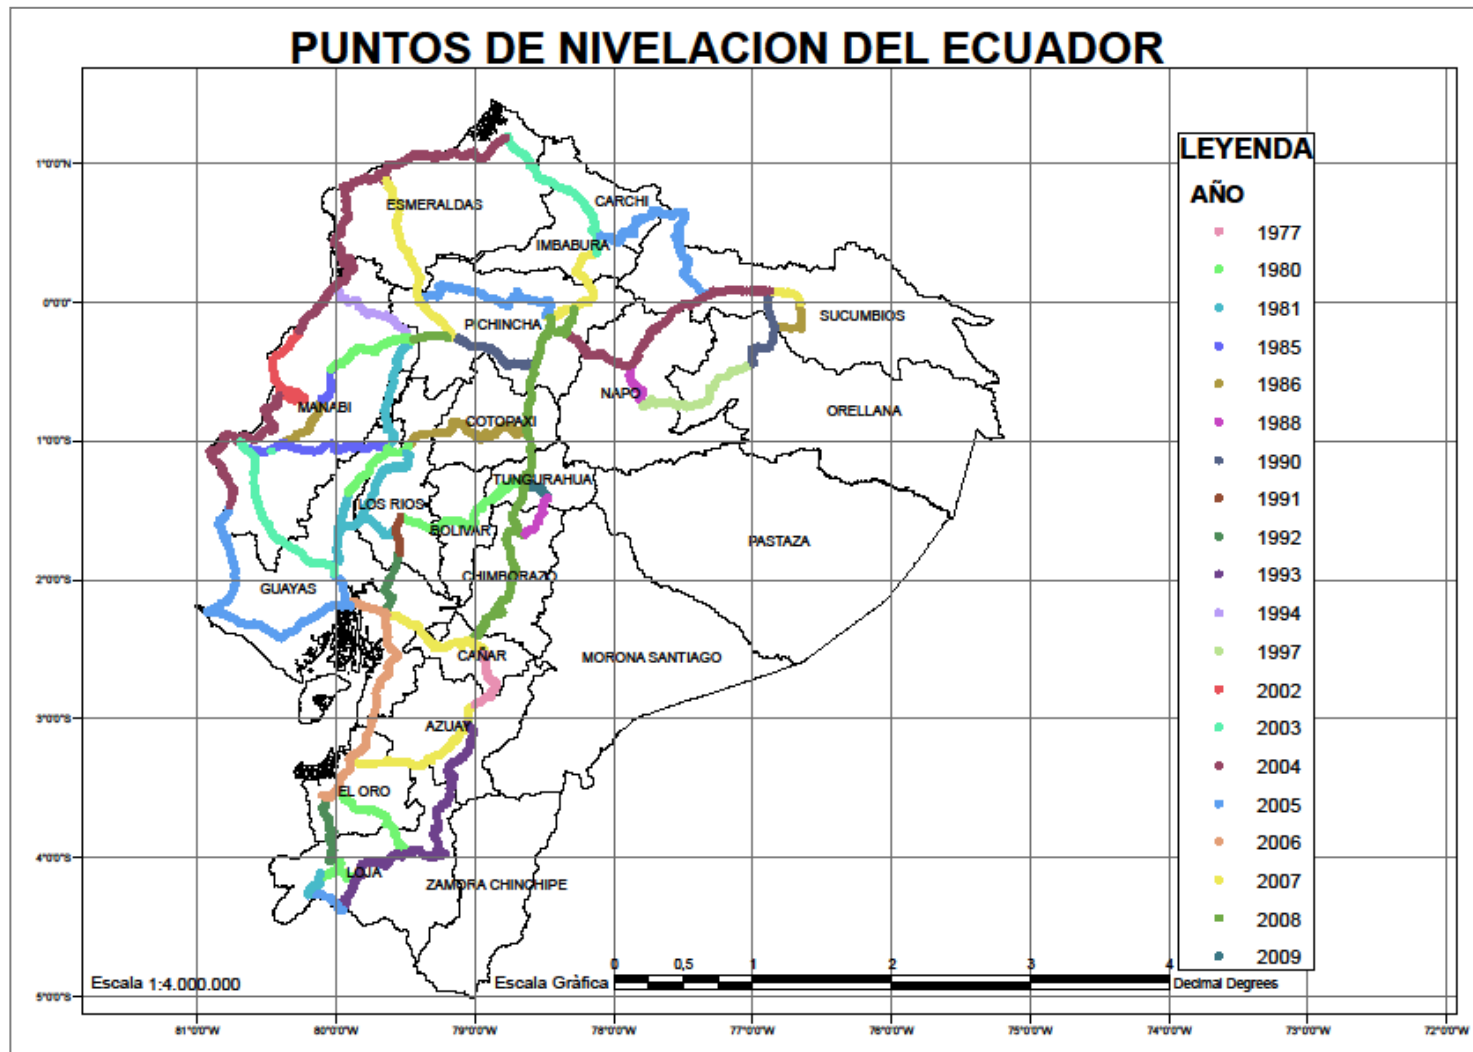 PUNTOS DE NIVELACION DEL ECUADOR
LEYENDA
AÑO
1977
1980
1981
1985
1986
1988
1990
1991
1992
1993
1994
1997
2002
2003
2004
2005
2006
2007
2008
2009
1°0'0"N
0°0'0"
1°0'0"S
2°0'0"S
3°0'0"S
4°0'0"S
5°0'0"S
ESMERALDAS
CARCHI
IMBABURA
PICHINCHA
SUCUMBIOS
NAPO
MANABI
ORELLANA
COTOPAXI
TUNGURAHUA
LOS RIOS
BOLIVAR
PASTAZA
CHIMBORAZO
GUAYAS
CAÑAR
MORONA SANTIAGO
AZUAY
EL ORO
LOJA
ZAMORA CHINCHIPE
Escala 1:4.000.000
Escala Gràfica
0 0,5 1 2 3 4
Decimal Degrees
81°0'0"W 80°0'0"W 79°0'0"W 78°0'0"W 77°0'0"W 76°0'0"W 75°0'0"W 74°0'0"W 73°0'0"W 72°0'0"W